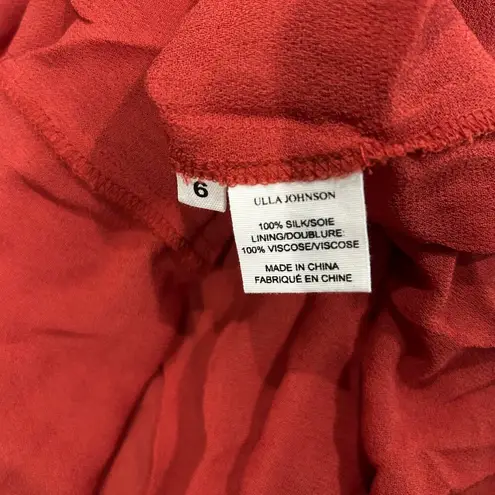 6
ULLA JOHNSON
100% SILK/SOIE
LINING/DOUBLURE:
100% VISCOSE/VISCOSE
MADE IN CHINA
FABRIQUÉ EN CHINE